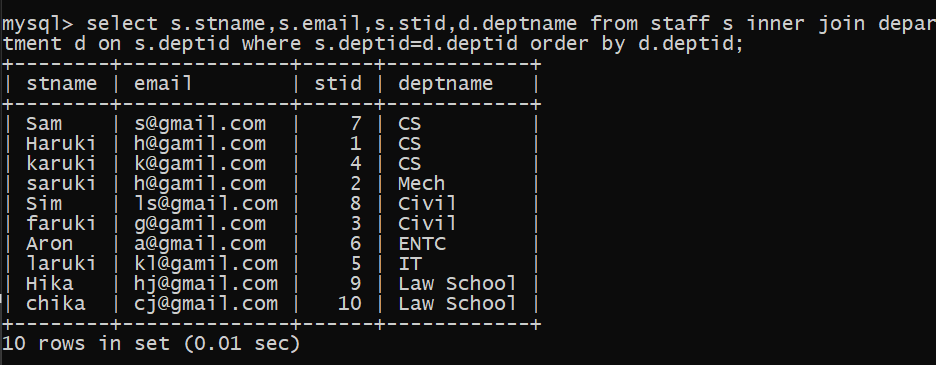 mysql> select s.stname,s.email,s.stid,d.deptname from staff s inner join depar
tment d on s.deptid where s.deptid=d.deptid order by d.deptid;
+--------+--------------+------+------------+
| stname | email        | stid | deptname   |
+--------+--------------+------+------------+
| Sam    | s@gmail.com  |    7 | CS         |
| Haruki | h@gamil.com  |    1 | CS         |
| karuki | k@gamil.com  |    4 | CS         |
| saruki | h@gamil.com  |    2 | Mech       |
| Sim    | ls@gmail.com |    8 | Civil      |
| faruki | g@gamil.com  |    3 | Civil      |
| Aron   | a@gmail.com  |    6 | ENTC       |
| laruki | kl@gamil.com |    5 | IT         |
| Hika   | hj@gmail.com |    9 | Law School |
| chika  | cj@gmail.com |   10 | Law School |
+--------+--------------+------+------------+
10 rows in set (0.01 sec)